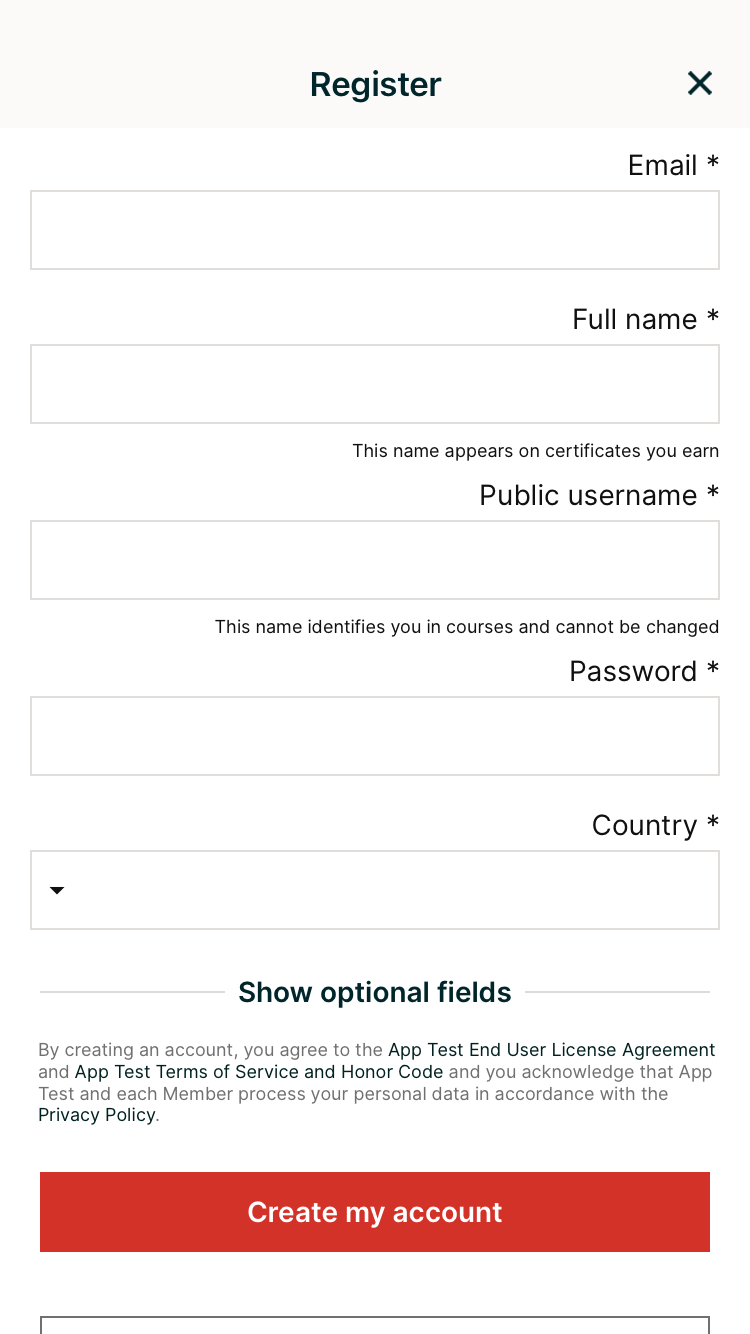 Register
Email *
Full name *
This name appears on certificates you earn
Public username *
This name identifies you in courses and cannot be changed
Password *
Country *
Show optional fields
By creating an account, you agree to the App Test End User License Agreement
and App Test Terms of Service and Honor Code and you acknowledge that App
Test and each Member process your personal data in accordance with the
Privacy Policy.
Create my account